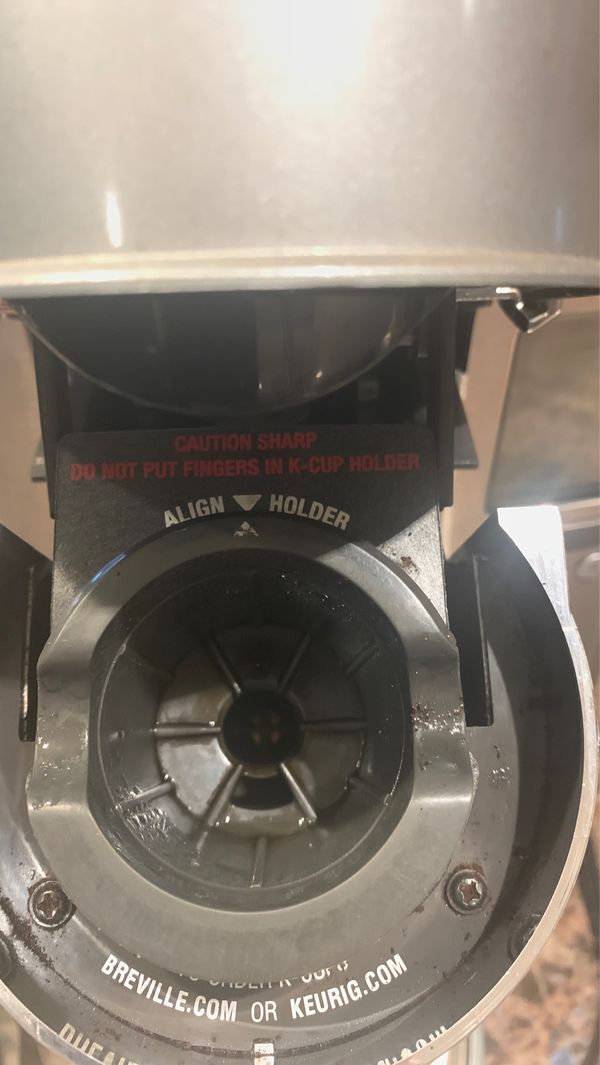 CAUTION SHARP
DO NOT PUT FINGERS IN K-CUP HOLDER
ALIGN HOLDER
BREVILLE.COM OR KEURIG.COM